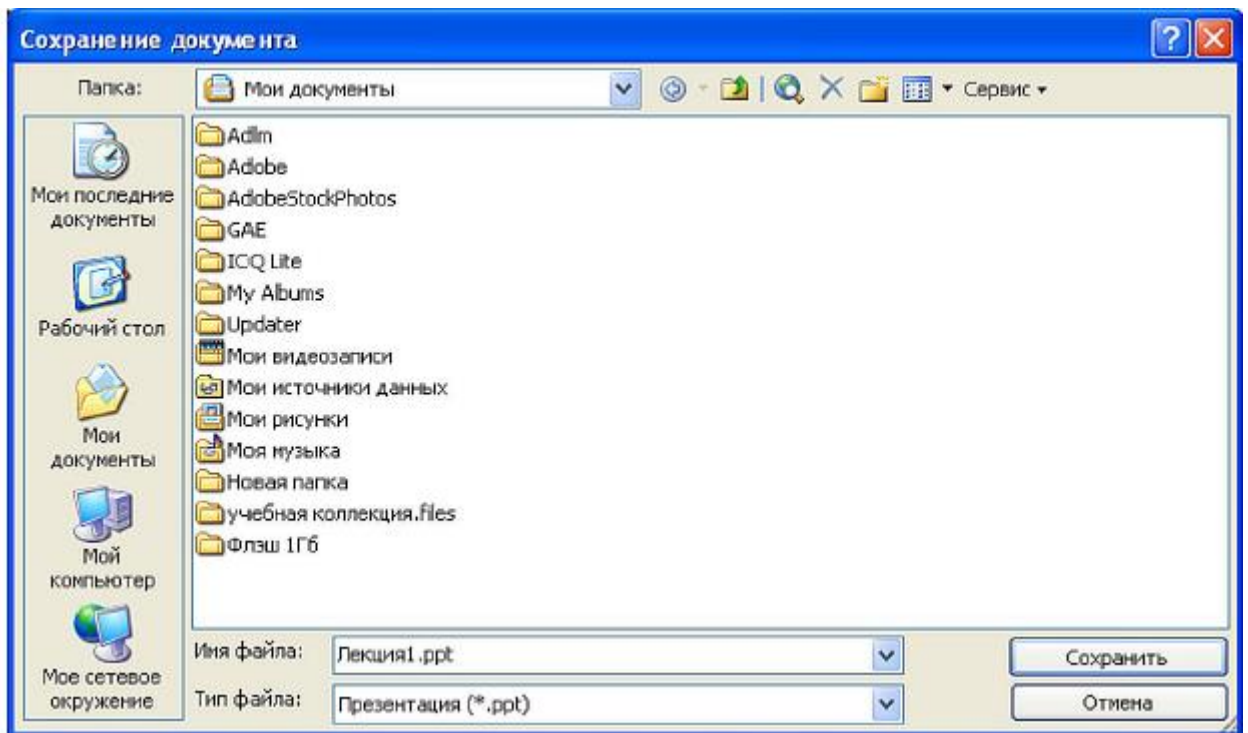 Сохранение документа
Папка:
Мои документы
Сервис
Мои последние
документы
Рабочий стол
Мои
документы
Мой
компьютер
Мое сетевое
окружение
Adlm
Adobe
AdobeStockPhotos
GAE
ICQ Lite
My Albums
Updater
Мои видеозаписи
Мои источники данных
Мои рисунки
Моя музыка
Новая папка
учебная коллекция.files
Флэш 1Гб
Имя файла:
Лекция1.ppt
Сохранить
Тип файла:
Презентация (*.ppt)
Отмена